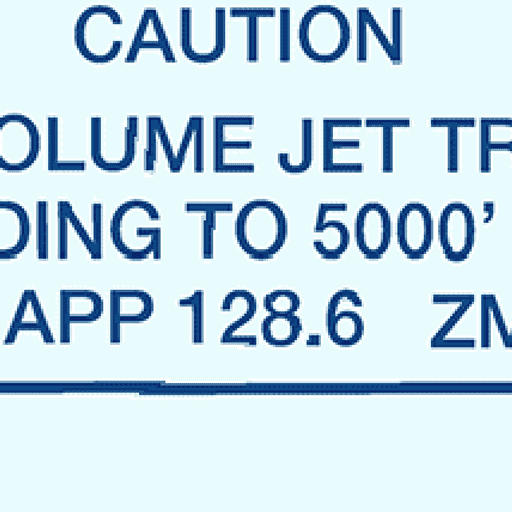 CAUTION
OLUME JET TR
DING TO 5000’
APP 128.6 ZM